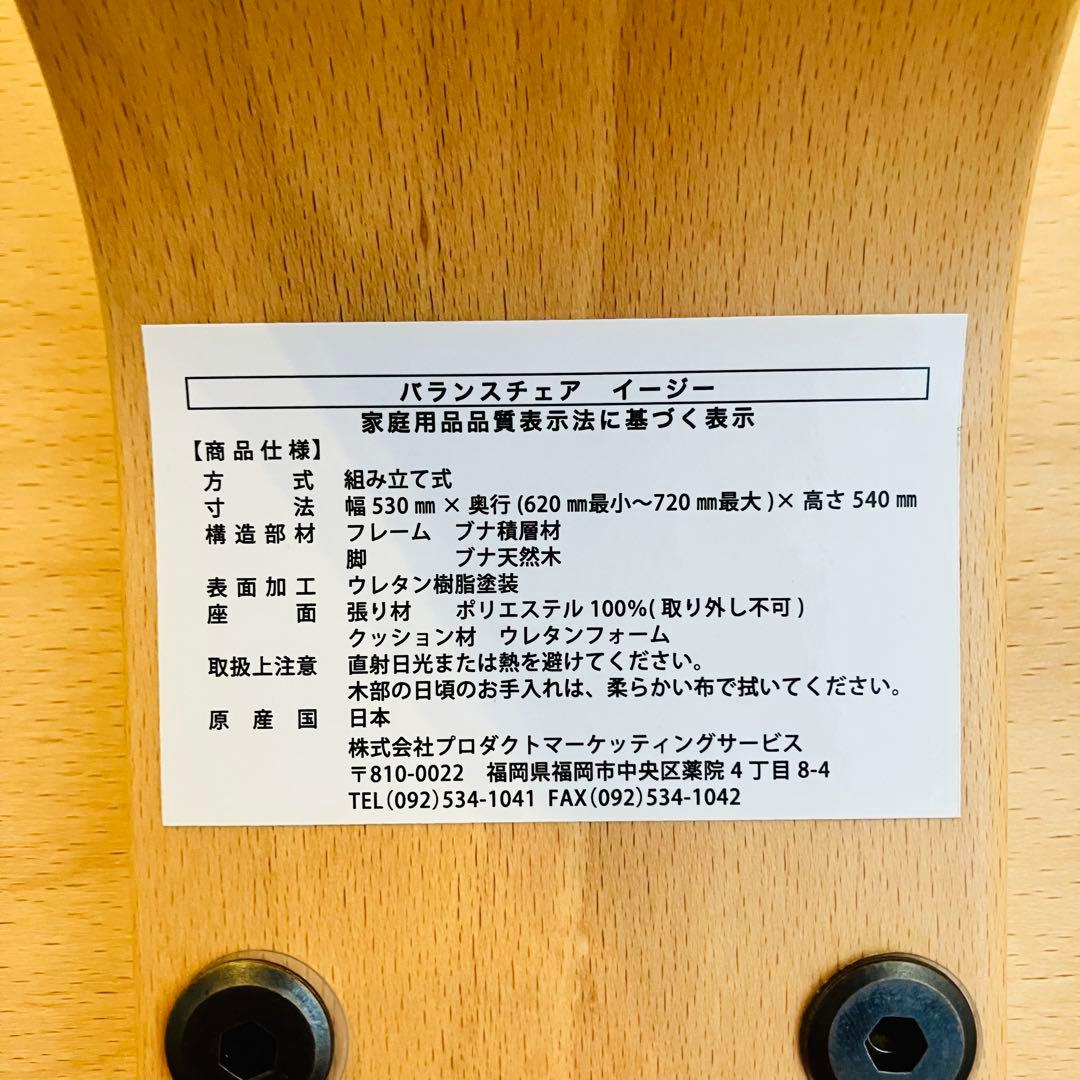 バランスチェア　イージー
家庭用品品質表示法に基づく表示
【商品仕様】
方式 組み立て式
寸法 幅 530 ㎜ × 奥行 (620 ㎜最小～720 ㎜最大 )× 高さ 540 ㎜
構造部材 フレーム　ブナ積層材
脚　ブナ天然木
表面加工 ウレタン樹脂塗装
座面 張り材　ポリエステル 100%( 取り外し不可 )
クッション材　ウレタンフォーム
取扱上注意 直射日光または熱を避けてください。
木部の日頃のお手入れは、柔らかい布で拭いてください。
原産国 日本
株式会社プロダクトマーケッティングサービス
〒810-0022　福岡県福岡市中央区薬院 4 丁目 8-4
TEL(092)534-1041 FAX(092)534-1042